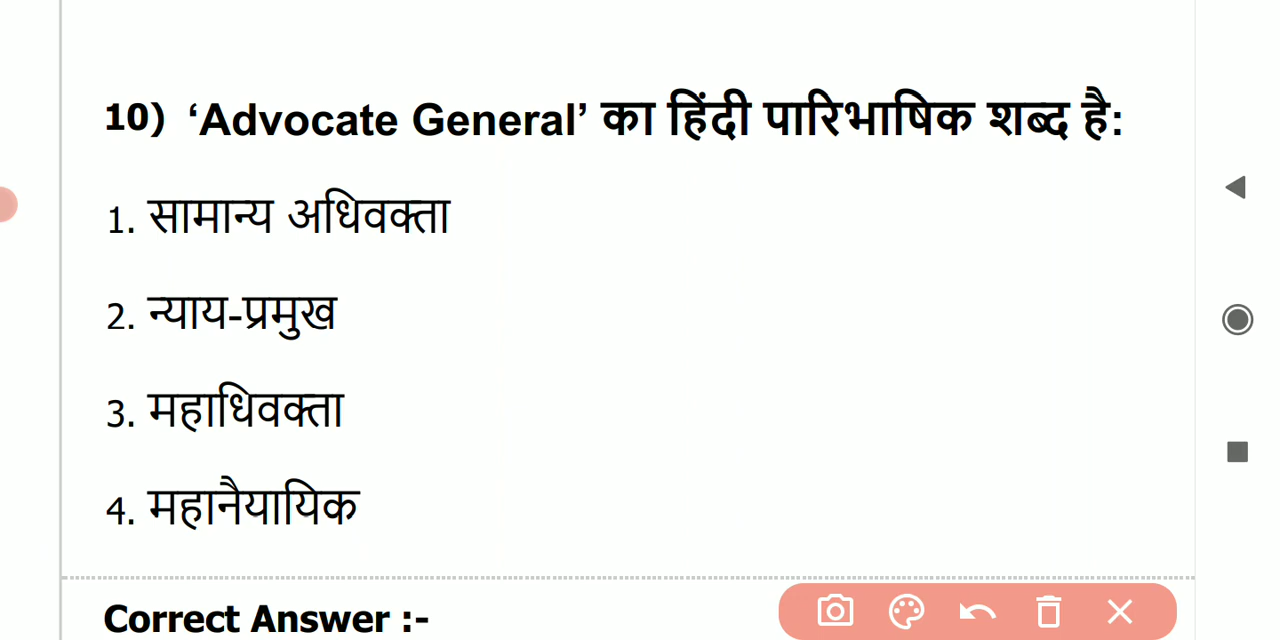 10) ‘Advocate General’ का हिंदी पारिभाषिक शब्द है:
1. सामान्य अधिवक्ता
2. न्याय-प्रमुख
3. महाधिवक्ता
4. महानैयायिक
Correct Answer :-